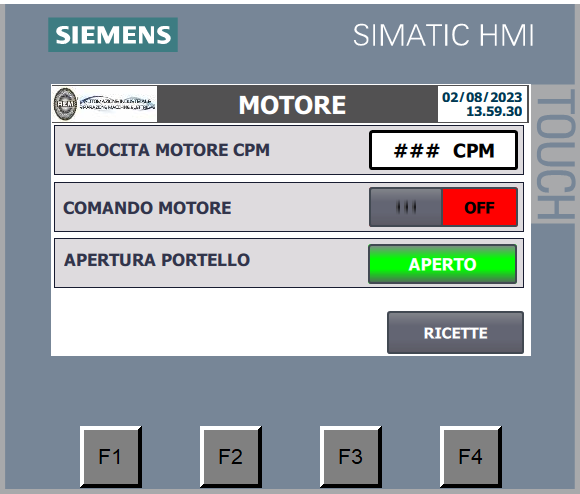 SIEMENS
SIMATIC HMI
TOUCH
REM
MOTORE
02/08/2023
13.59.30
VELOCITA MOTORE CPM
### CPM
COMANDO MOTORE
OFF
APERTURA PORTELLO
APERTO
RICETTE
F1
F2
F3
F4